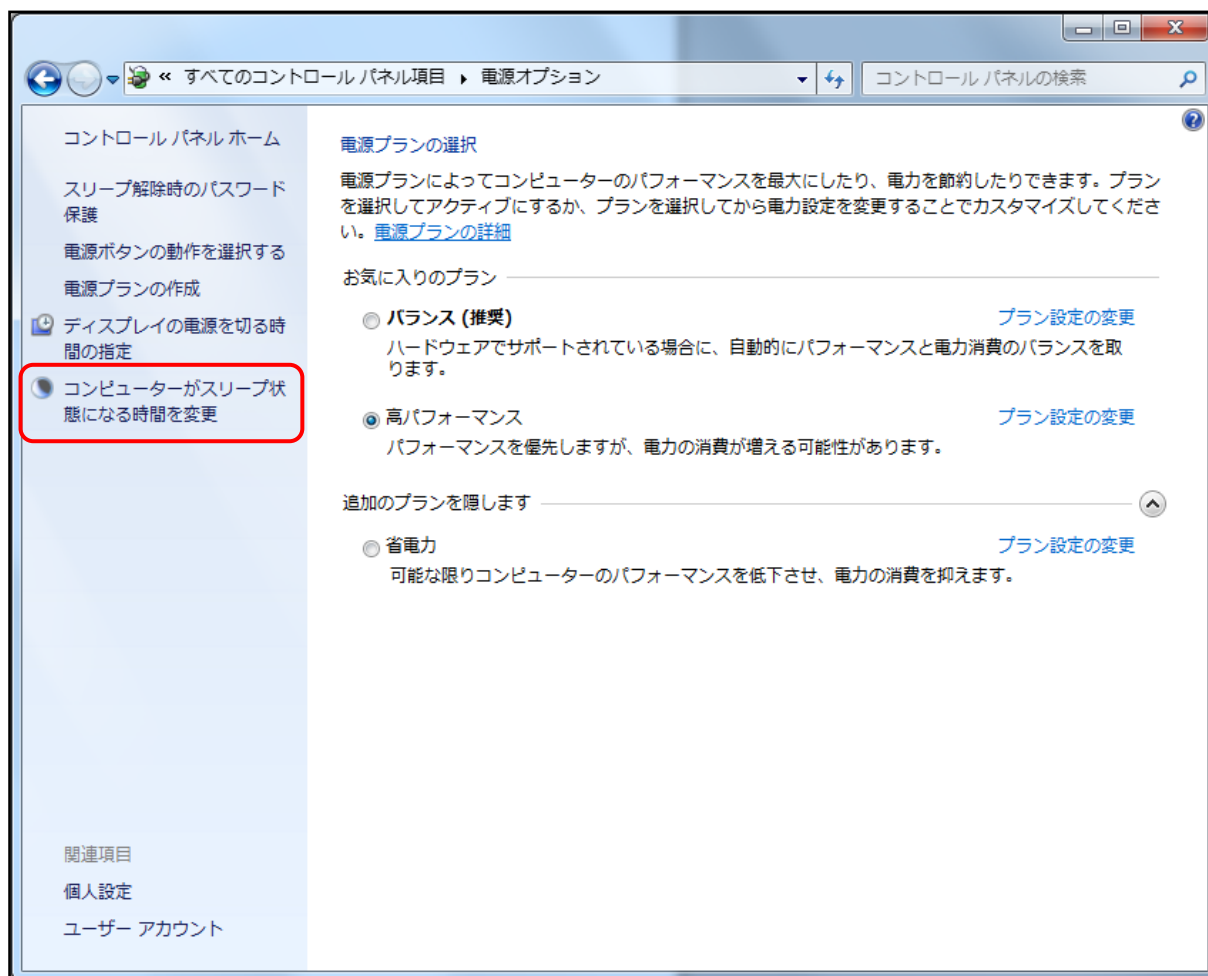 « すべてのコントロール パネル項目 ▸ 電源オプション
コントロール パネルの検索
コントロール パネル ホーム
スリープ解除時のパスワード
保護
電源ボタンの動作を選択する
電源プランの作成
ディスプレイの電源を切る時
間の指定
コンピューターがスリープ状
態になる時間を変更
関連項目
個人設定
ユーザー アカウント
電源プランの選択
電源プランによってコンピューターのパフォーマンスを最大にしたり、電力を節約したりできます。プラン
を選択してアクティブにするか、プランを選択してから電力設定を変更することでカスタマイズしてくださ
い。電源プランの詳細
お気に入りのプラン
バランス (推奨) プラン設定の変更
ハードウェアでサポートされている場合に、自動的にパフォーマンスと電力消費のバランスを取
ります。
高パフォーマンス プラン設定の変更
パフォーマンスを優先しますが、電力の消費が増える可能性があります。
追加のプランを隠します
省電力 プラン設定の変更
可能な限りコンピューターのパフォーマンスを低下させ、電力の消費を抑えます。